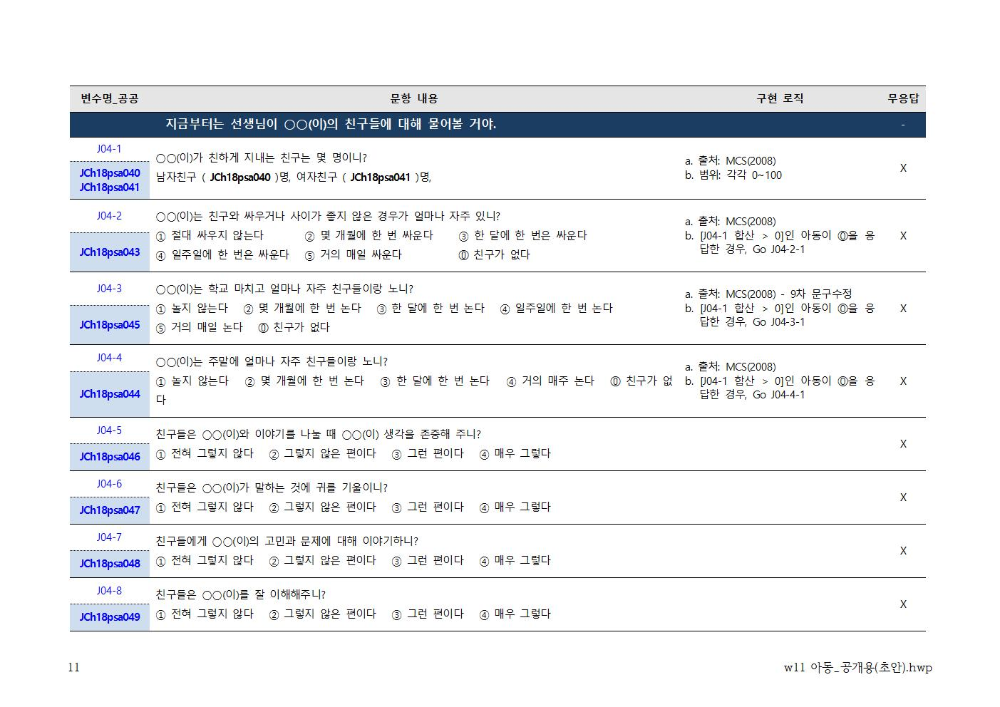 변수명_공공 문항 내용 구현 로직 무응답
지금부터는 선생님이 ○○(이)의 친구들에 대해 물어볼 거야. -
J04-1
JCh18psa040
JCh18psa041
○○(이)가 친하게 지내는 친구는 몇 명이니?
남자친구 ( JCh18psa040 )명, 여자친구 ( JCh18psa041 )명,
a. 출처: MCS(2008)
b. 범위: 각각 0~100
X
J04-2
JCh18psa043
○○(이)는 친구와 싸우거나 사이가 좋지 않은 경우가 얼마나 자주 있니?
① 절대 싸우지 않는다 ② 몇 개월에 한 번 싸운다 ③ 한 달에 한 번은 싸운다
④ 일주일에 한 번은 싸운다 ⑤ 거의 매일 싸운다 ⓪ 친구가 없다
a. 출처: MCS(2008)
b. [J04-1 합산 > 0]인 아동이 ⓪을 응
답한 경우, Go J04-2-1
X
J04-3
JCh18psa045
○○(이)는 학교 마치고 얼마나 자주 친구들이랑 노니?
① 놀지 않는다 ② 몇 개월에 한 번 논다 ③ 한 달에 한 번 논다 ④ 일주일에 한 번 논다
⑤ 거의 매일 논다 ⓪ 친구가 없다
a. 출처: MCS(2008) - 9차 문구수정
b. [J04-1 합산 > 0]인 아동이 ⓪을 응
답한 경우, Go J04-3-1
X
J04-4
JCh18psa044
○○(이)는 주말에 얼마나 자주 친구들이랑 노니?
① 놀지 않는다 ② 몇 개월에 한 번 논다 ③ 한 달에 한 번 논다 ④ 거의 매주 논다 ⓪ 친구가 없
다
a. 출처: MCS(2008)
b. [J04-1 합산 > 0]인 아동이 ⓪을 응
답한 경우, Go J04-4-1
X
J04-5
JCh18psa046
친구들은 ○○(이)와 이야기를 나눌 때 ○○(이) 생각을 존중해 주니?
① 전혀 그렇지 않다 ② 그렇지 않은 편이다 ③ 그런 편이다 ④ 매우 그렇다
X
J04-6
JCh18psa047
친구들은 ○○(이)가 말하는 것에 귀를 기울이니?
① 전혀 그렇지 않다 ② 그렇지 않은 편이다 ③ 그런 편이다 ④ 매우 그렇다
X
J04-7
JCh18psa048
친구들에게 ○○(이)의 고민과 문제에 대해 이야기하니?
① 전혀 그렇지 않다 ② 그렇지 않은 편이다 ③ 그런 편이다 ④ 매우 그렇다
X
J04-8
JCh18psa049
친구들은 ○○(이)를 잘 이해해주니?
① 전혀 그렇지 않다 ② 그렇지 않은 편이다 ③ 그런 편이다 ④ 매우 그렇다
X
11 w11 아동_공개용(초안).hwp